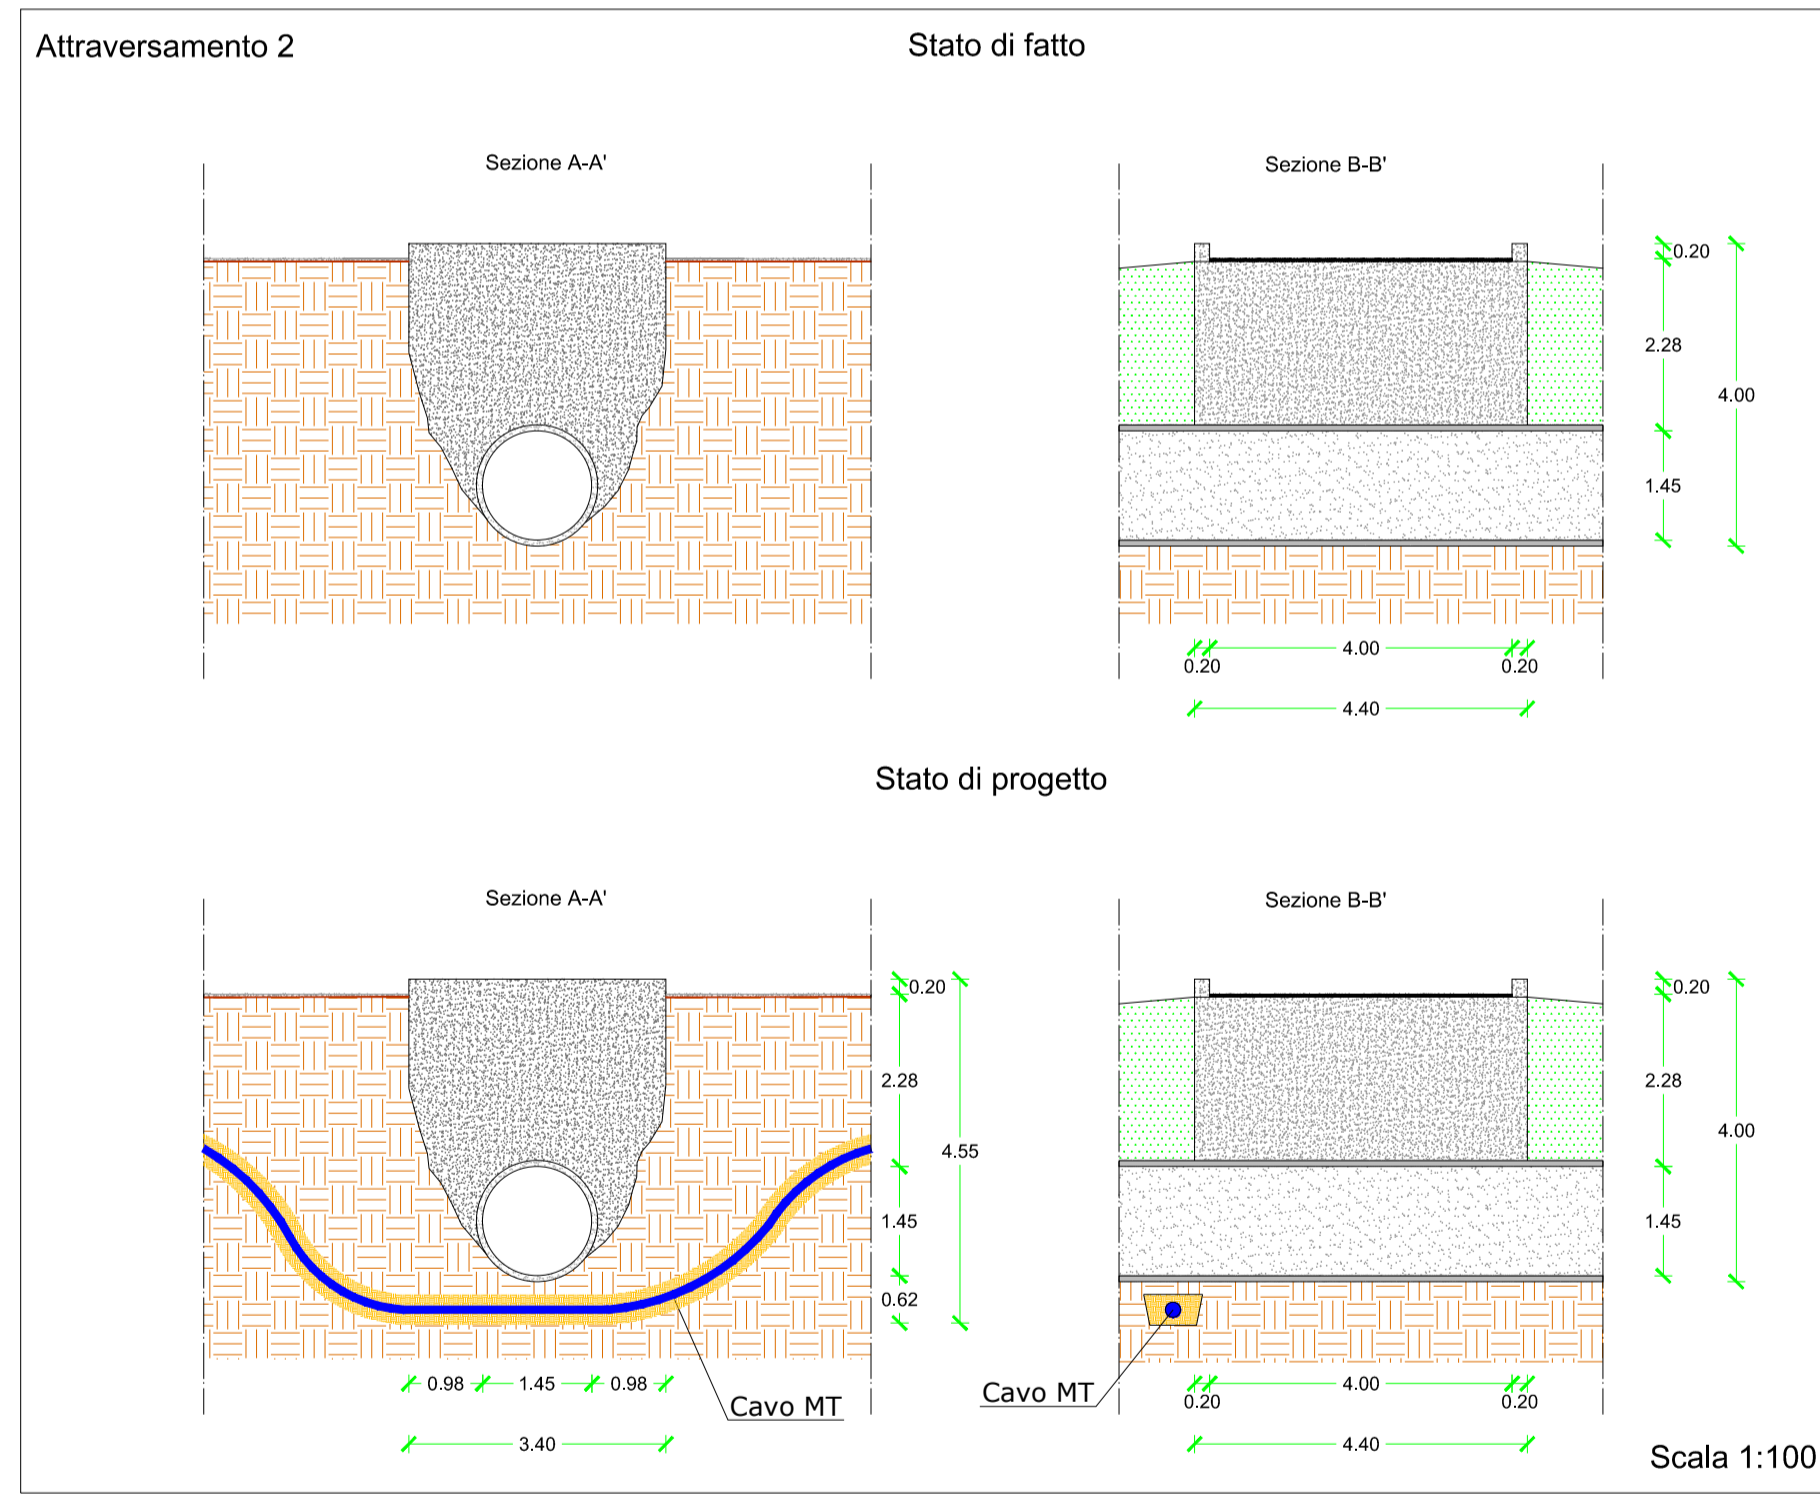 Attraversamento 2
Stato di fatto
Sezione A-A'
Sezione B-B'
0.20
2.28
4.00
1.45
4.00
0.20
0.20
4.40
Stato di progetto
Sezione A-A'
Sezione B-B'
0.20
2.28
4.55
1.45
0.62
0.98
1.45
0.98
Cavo MT
3.40
0.20
2.28
4.00
1.45
Cavo MT
4.00
0.20
0.20
4.40
Scala 1:100